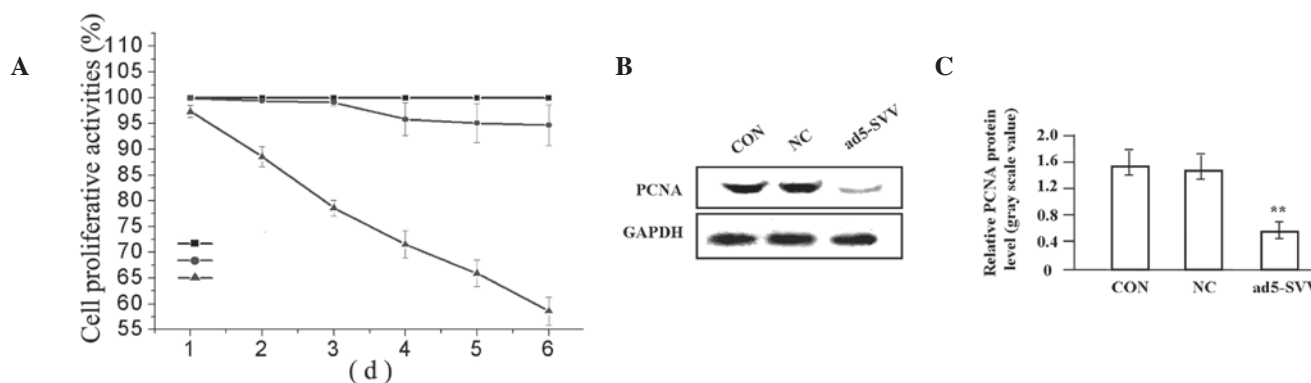 A
Cell proliferative activities (%)
110
105
100
95
90
85
80
75
70
65
60
55
1 2 3 4 5 6
( d )
B
CON NC ad5-SVV
PCNA
GAPDH
C
Relative PCNA protein
level (gray scale value)
2.0
1.6
1.2
0.8
0.4
0
**
CON NC ad5-SVV